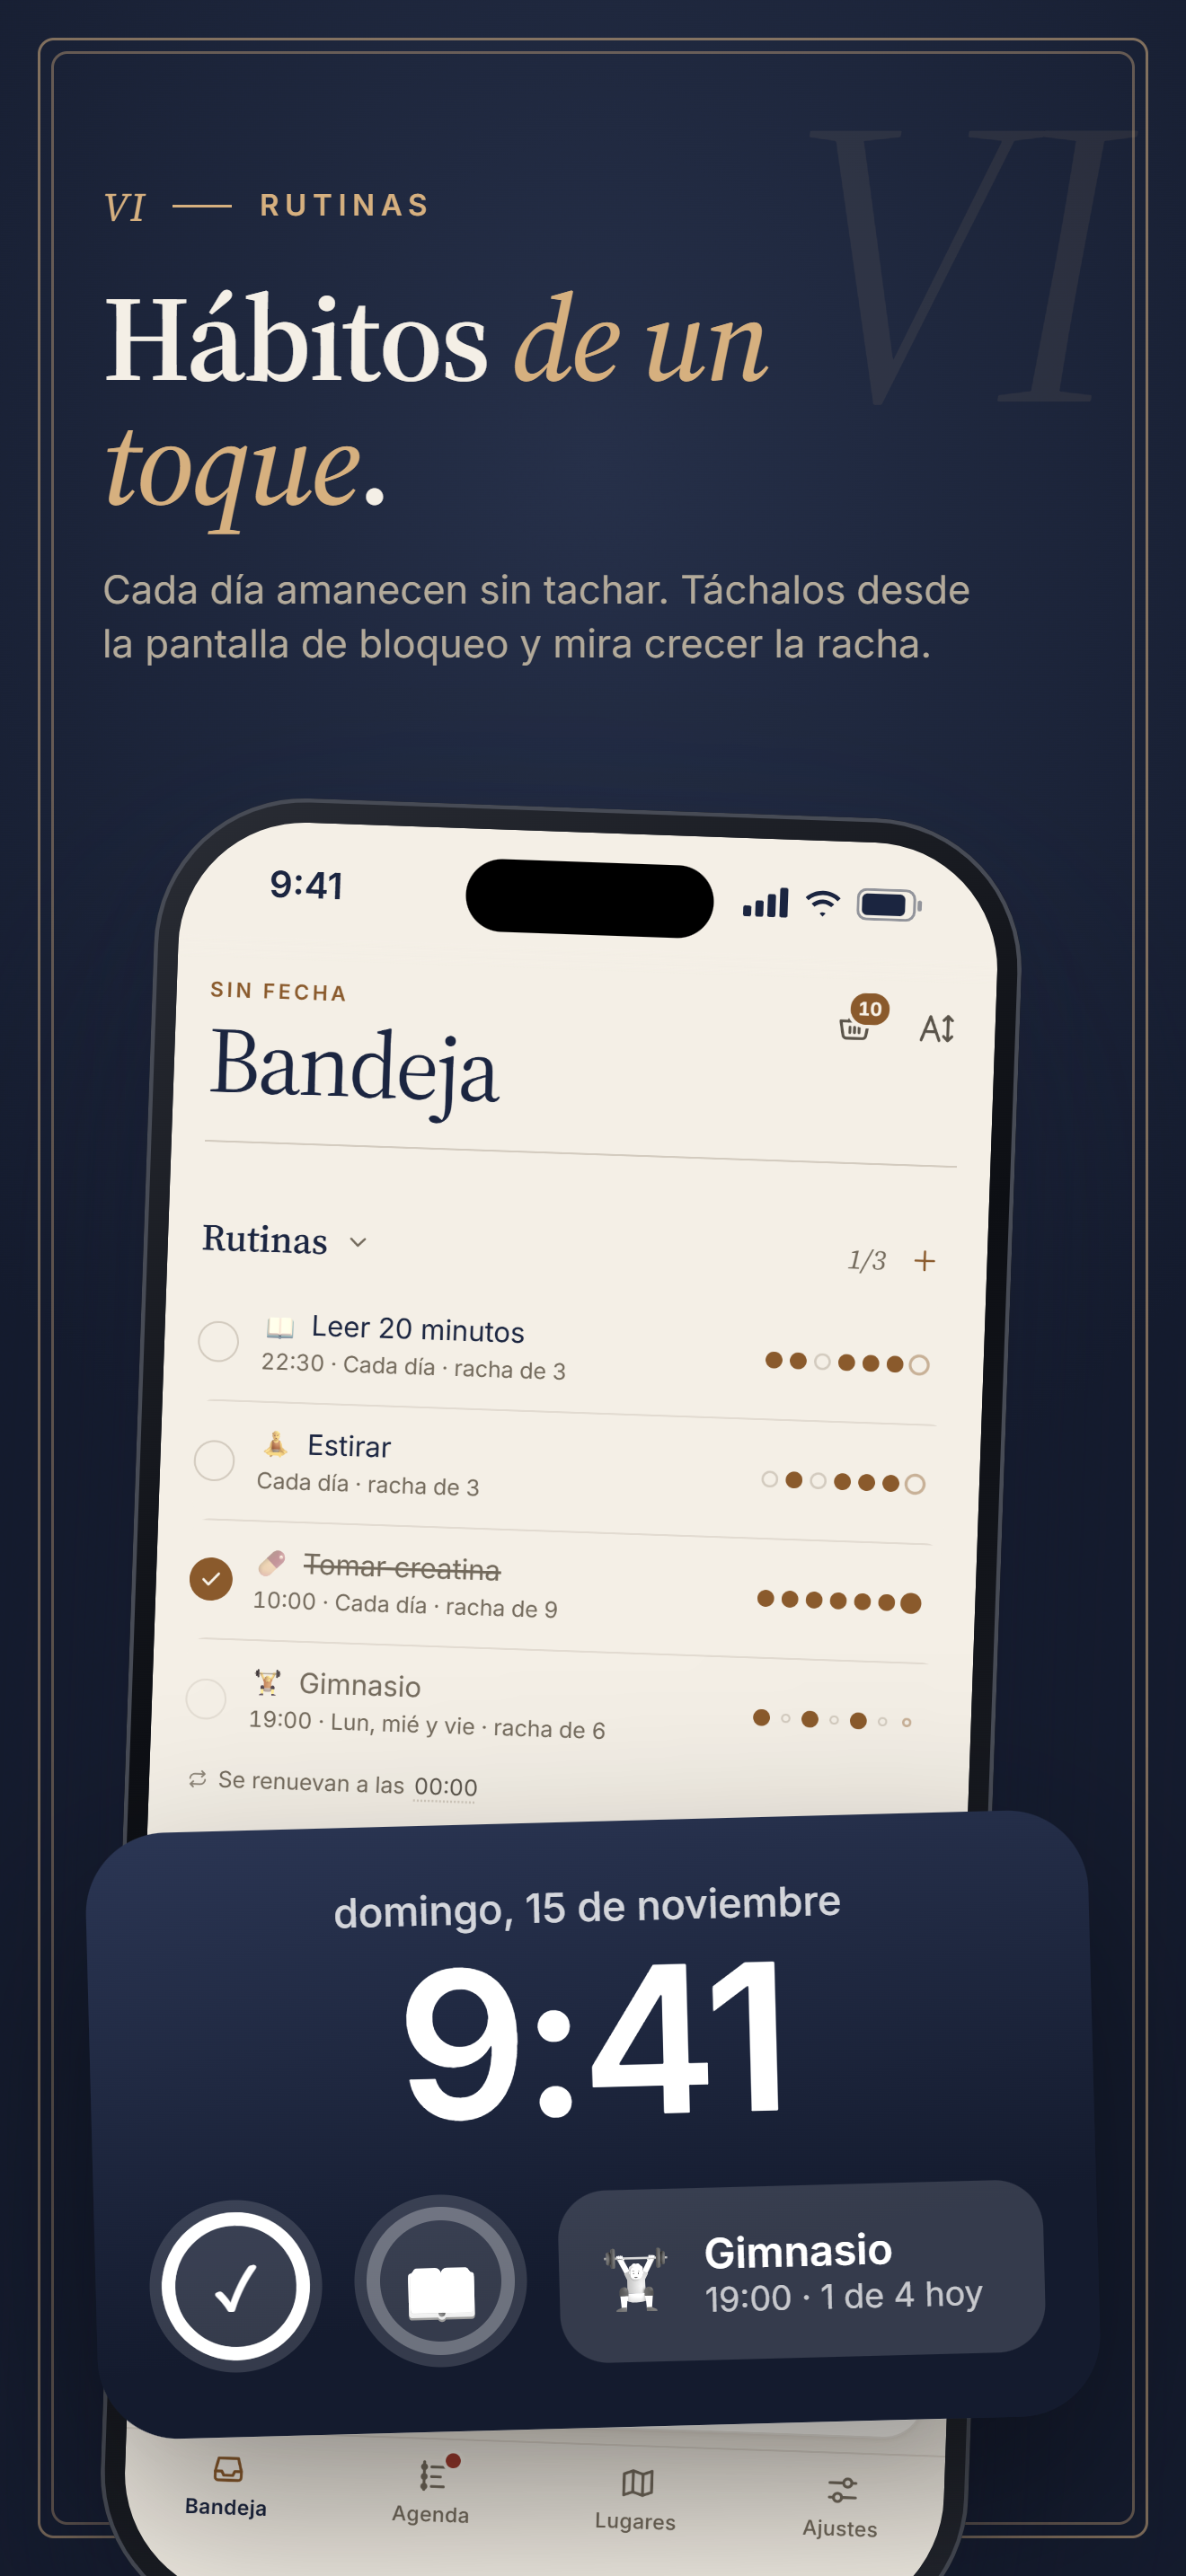 VI — RUTINAS
VI
Hábitos de un
toque.
Cada día amanecen sin tachar. Táchalos desde
la pantalla de bloqueo y mira crecer la racha.
9:41
SIN FECHA
10
A
Bandeja
Rutinas
1/3 +
Leer 20 minutos
22:30 · Cada día · racha de 3
Estirar
Cada día · racha de 3
Tomar creatina
10:00 · Cada día · racha de 9
Gimnasio
19:00 · Lun, mié y vie · racha de 6
Se renuevan a las 00:00
domingo, 15 de noviembre
9:41
Gimnasio
19:00 · 1 de 4 hoy
Bandeja
Agenda
Lugares
Ajustes